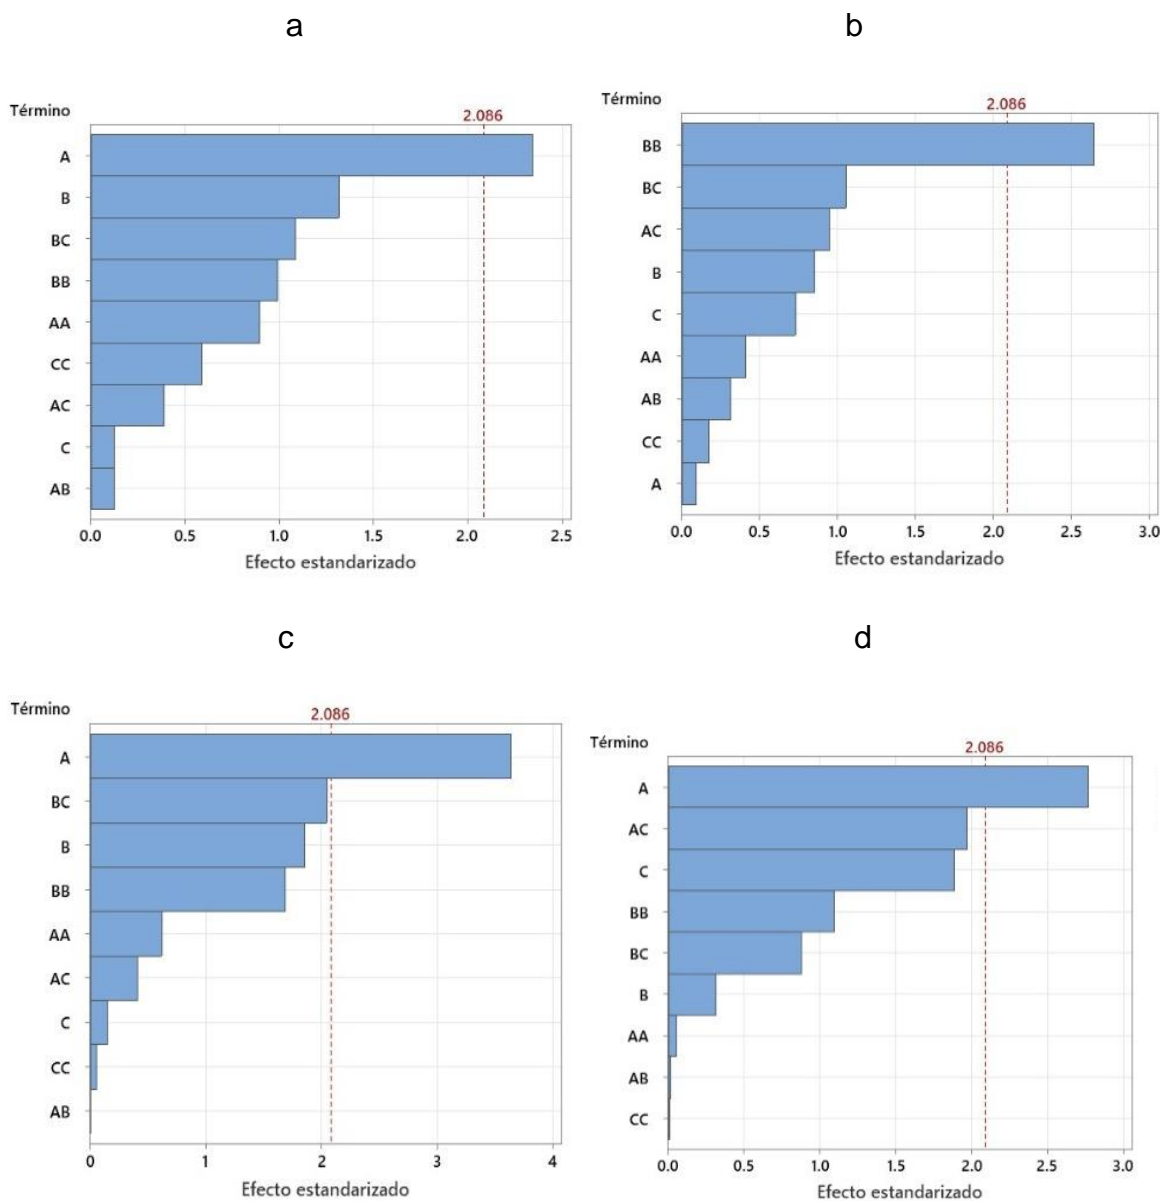 a
Término
2.086
A
B
BC
BB
AA
CC
AC
C
AB
0.0 0.5 1.0 1.5 2.0 2.5
Efecto estandarizado
b
Término
2.086
BB
BC
AC
B
C
AA
AB
CC
A
0.0 0.5 1.0 1.5 2.0 2.5 3.0
Efecto estandarizado
c
Término
2.086
A
BC
B
BB
AA
AC
C
CC
AB
0 1 2 3 4
Efecto estandarizado
d
Término
2.086
A
AC
C
BB
BC
B
AA
AB
CC
0.0 0.5 1.0 1.5 2.0 2.5 3.0
Efecto estandarizado